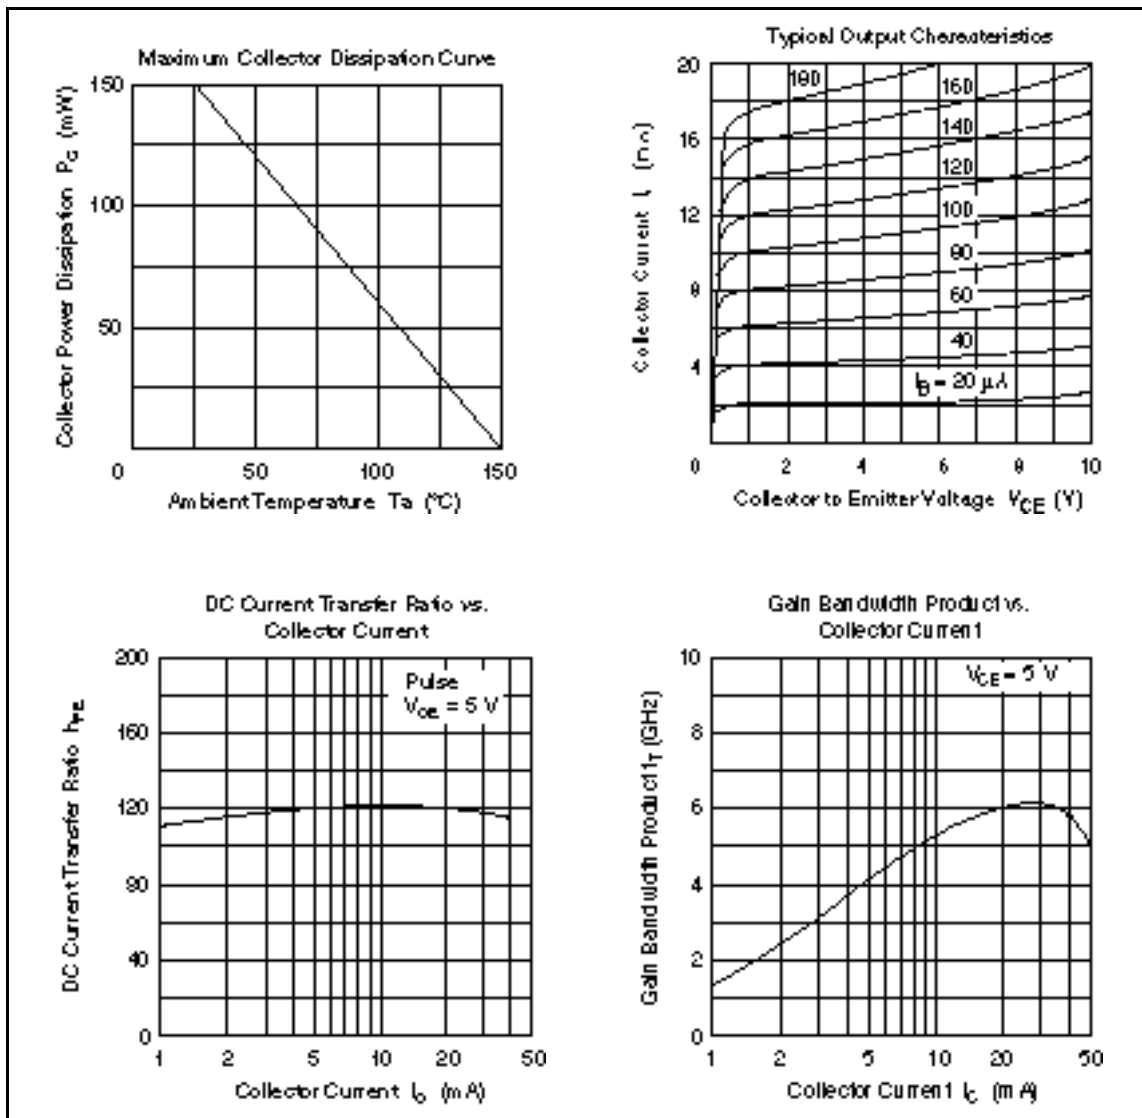 Maximum Collector Dissipation Curve
Collector Power Dissipation P_C (mW)
150
100
50
0
50
100
150
Ambient Temperature Ta (°C)
Typical Output Characteristics
Collector Current I
20
16
12
8
4
0
2
4
6
8
10
180
160
140
120
100
80
60
40
I_B = 20 µA
Collector to Emitter Voltage V_CE (V)
DC Current Transfer Ratio vs.
Collector Current
DC Current Transfer Ratio h_FE
200
160
120
80
40
0
Pulse
V_CE = 5 V
1
2
5
10
20
50
Collector Current I_C (mA)
Gain Bandwidth Product vs.
Collector Current
Gain Bandwidth Product f_T (GHz)
10
8
6
4
2
0
V_CE = 5 V
1
2
5
10
20
50
Collector Current I_C (mA)